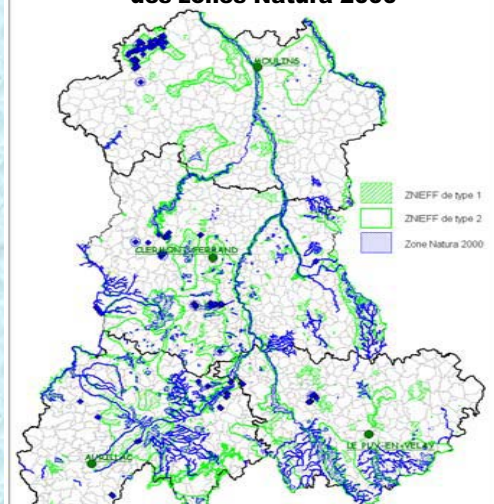 des zones Natura 2000
MOULINS
ZNIEFF de type 1
ZNIEFF de type 2
Zone Natura 2000
CLERMONT-FERRAND
LE PUY-EN-VELAY
AURILLAC